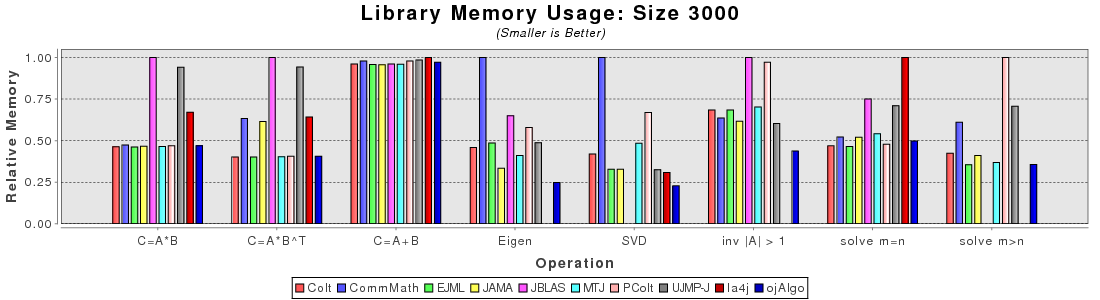 Library Memory Usage: Size 3000
(Smaller is Better)
Relative Memory
1.00
0.75
0.50
0.25
0.00
C=A*B C=A*B^T C=A+B Eigen SVD inv |A| > 1 solve m=n solve m>n
Operation
Colt CommMath EJML JAMA JBLAS MTJ PColt UJMP-J la4j ojAlgo